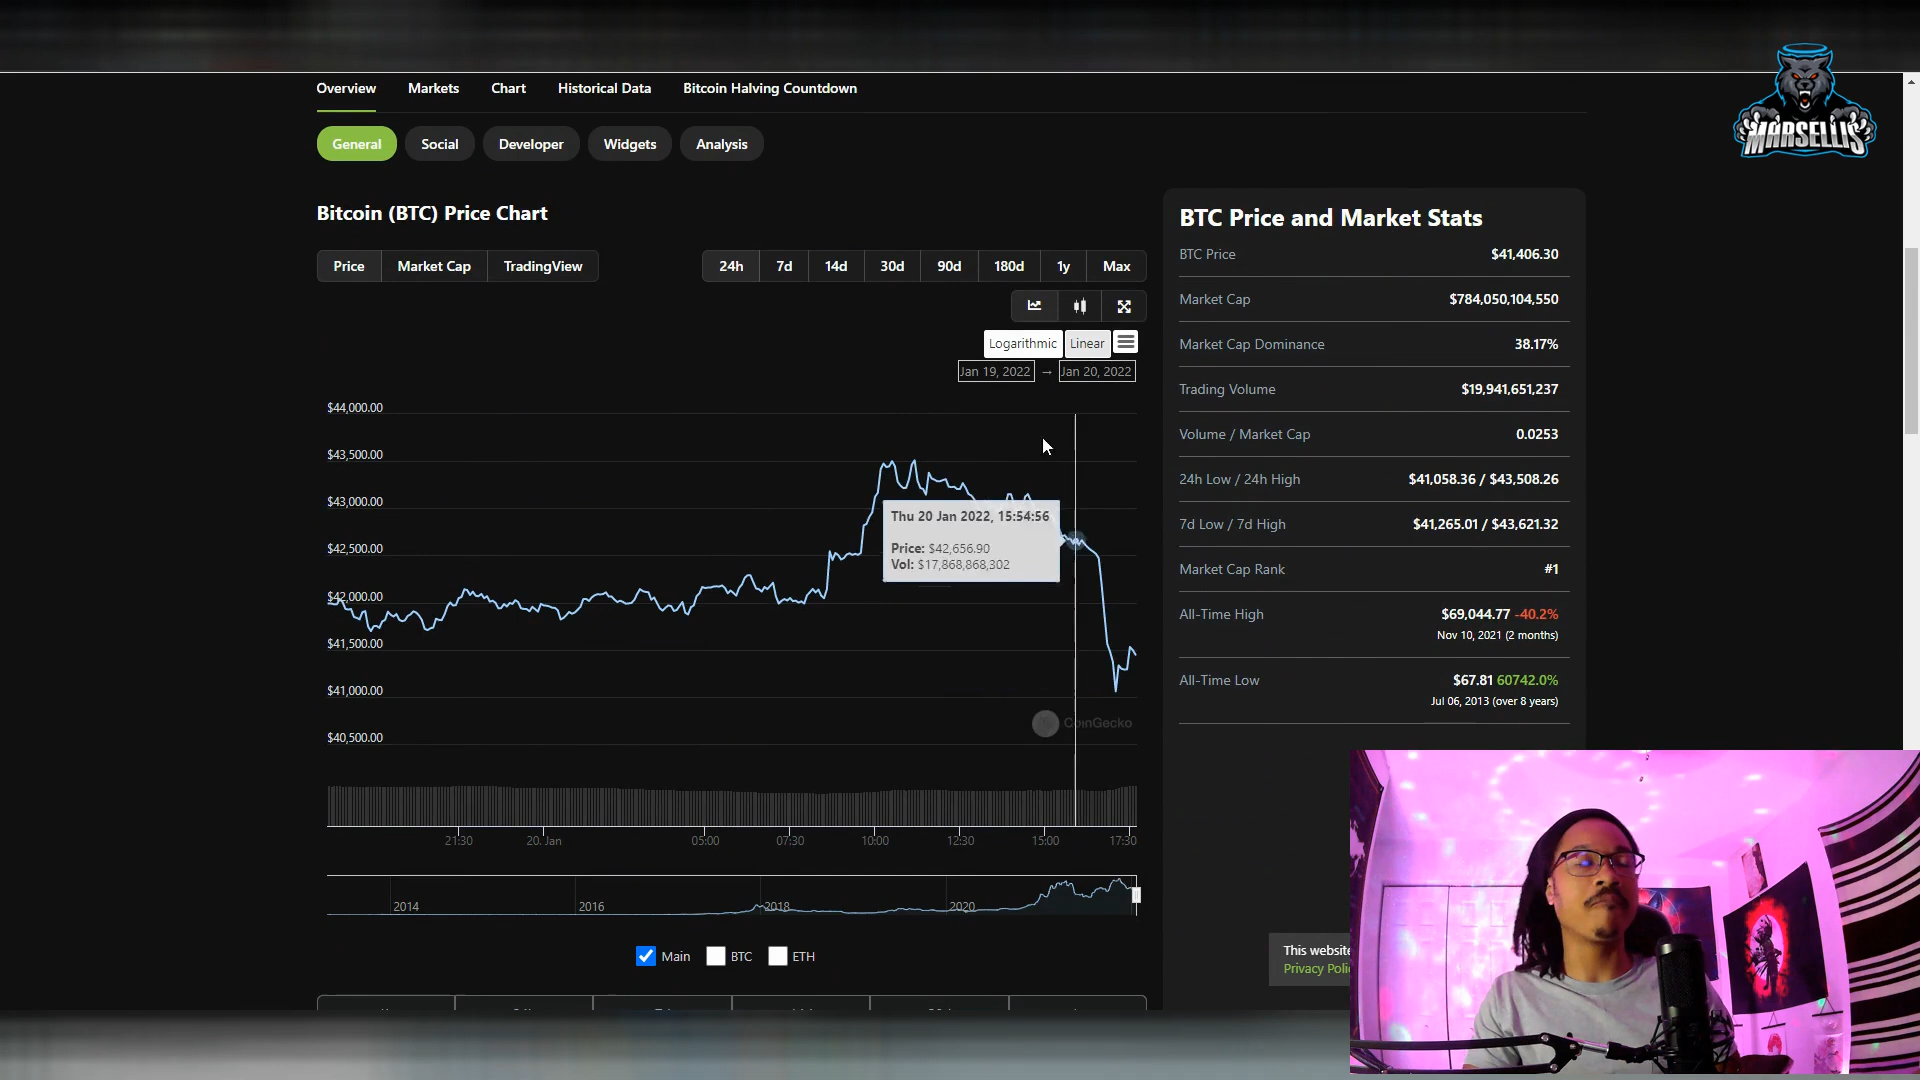 Overview Markets Chart Historical Data Bitcoin Halving Countdown
General Social Developer Widgets Analysis
MARSELLIS
Bitcoin (BTC) Price Chart
Price Market Cap TradingView
24h 7d 14d 30d 90d 180d 1y Max
Logarithmic Linear
Jan 19, 2022 → Jan 20, 2022
$44,000.00
$43,500.00
$43,000.00
$42,500.00
$42,000.00
$41,500.00
$41,000.00
$40,500.00
Thu 20 Jan 2022, 15:54:56
Price: $42,656.90
Vol: $17,868,868,302
CoinGecko
21:30 20. Jan 05:00 07:30 10:00 12:30 15:00 17:30
2014 2016 2018 2020
Main BTC ETH
BTC Price and Market Stats
BTC Price $41,406.30
Market Cap $784,050,104,550
Market Cap Dominance 38.17%
Trading Volume $19,941,651,237
Volume / Market Cap 0.0253
24h Low / 24h High $41,058.36 / $43,508.26
7d Low / 7d High $41,265.01 / $43,621.32
Market Cap Rank #1
All-Time High $69,044.77 -40.2%
Nov 10, 2021 (2 months)
All-Time Low $67.81 60742.0%
Jul 06, 2013 (over 8 years)
This website
Privacy Poli